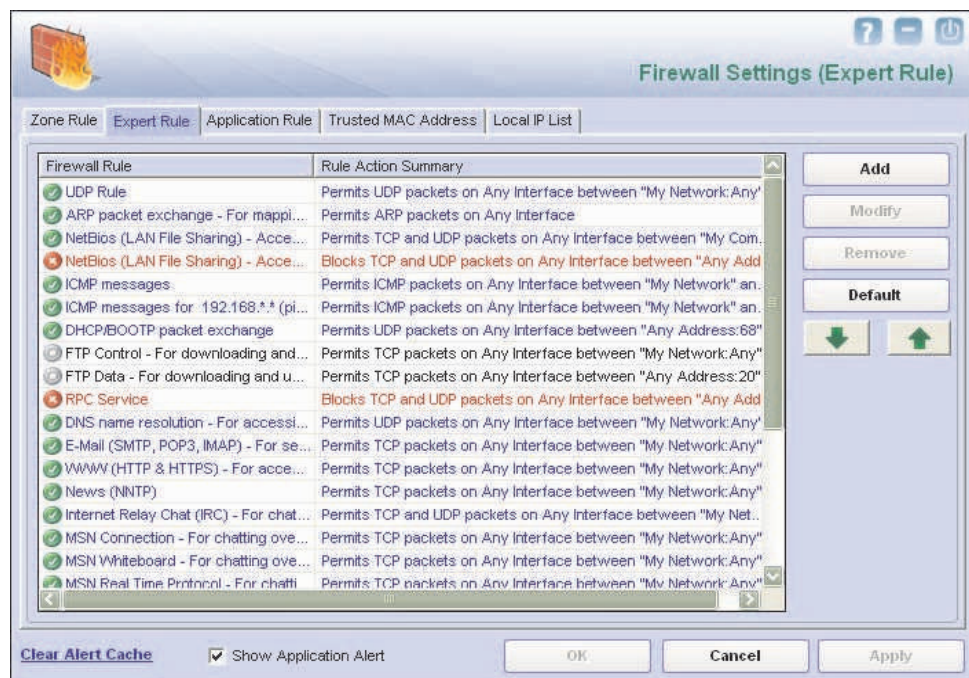 ?
Firewall Settings (Expert Rule)
Zone Rule Expert Rule Application Rule Trusted MAC Address Local IP List
Firewall Rule Rule Action Summary
UDP Rule Permits UDP packets on Any Interface between "My Network:Any"
ARP packet exchange - For mappi... Permits ARP packets on Any Interface
NetBios (LAN File Sharing) - Acce... Permits TCP and UDP packets on Any Interface between "My Com.
NetBios (LAN File Sharing) - Acce... Blocks TCP and UDP packets on Any Interface between "Any Add
ICMP messages Permits ICMP packets on Any Interface between "My Network" an.
ICMP messages for 192.168.*.* (pi... Permits ICMP packets on Any Interface between "My Network" an.
DHCP/BOOTP packet exchange Permits UDP packets on Any Interface between "Any Address:68"
FTP Control - For downloading and... Permits TCP packets on Any Interface between "My Network:Any"
FTP Data - For downloading and u... Permits TCP packets on Any Interface between "Any Address:20"
RPC Service Blocks TCP and UDP packets on Any Interface between "Any Add
DNS name resolution - For accessi... Permits UDP packets on Any Interface between "My Network:Any"
E-Mail (SMTP, POP3, IMAP) - For se... Permits TCP packets on Any Interface between "My Network:Any"
WWW (HTTP & HTTPS) - For acce... Permits TCP packets on Any Interface between "My Network:Any"
News (NNTP) Permits TCP packets on Any Interface between "My Network:Any"
Internet Relay Chat (IRC) - For chat... Permits TCP and UDP packets on Any Interface between "My Net..
MSN Connection - For chatting ove... Permits TCP packets on Any Interface between "My Network:Any"
MSN Whiteboard - For chatting ove... Permits TCP packets on Any Interface between "My Network:Any"
MSN Real Time Protocol - For chatti Permits TCP packets on Any Interface between "My Network:Any"
Add
Modify
Remove
Default
Clear Alert Cache Show Application Alert OK Cancel Apply